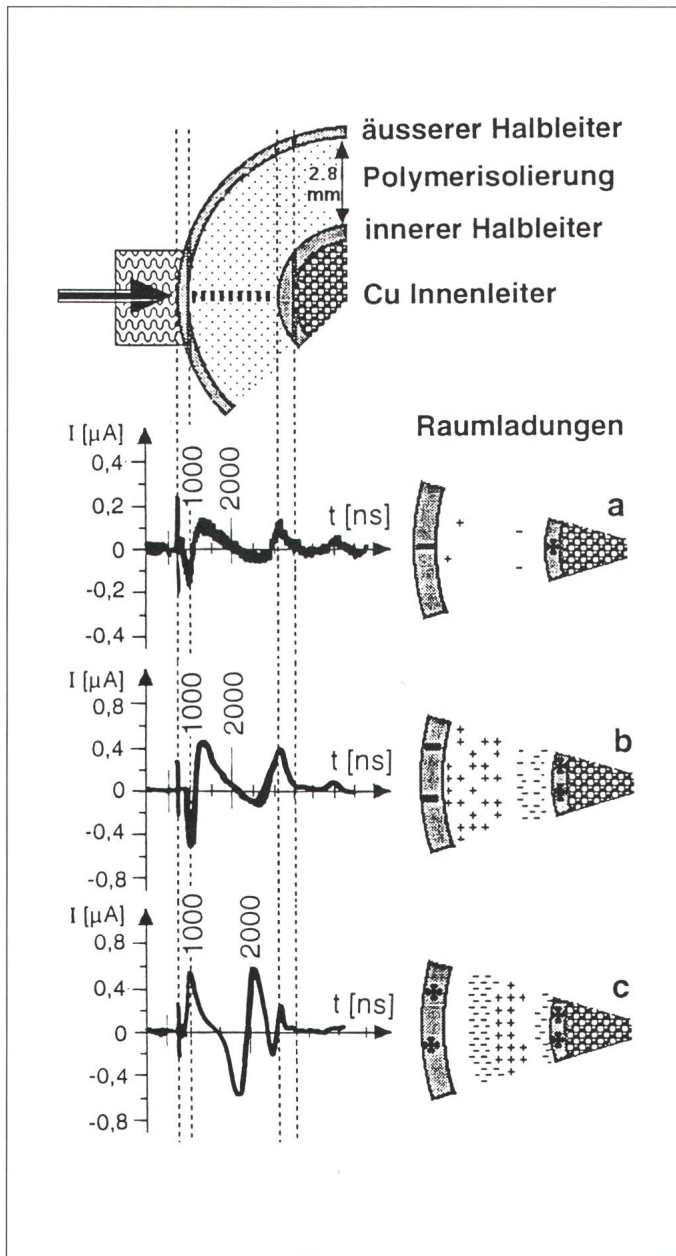 äusserer Halbleiter
2.8 mm
Polymerisolierung
innerer Halbleiter
Cu Innenleiter
Raumladungen
I [µA]
0,4
0,2
0
-0,2
-0,4
1000
2000
t [ns]
a
I [µA]
0,8
0,4
0
-0,4
-0,8
1000
2000
t [ns]
b
I [µA]
0,8
0,4
0
-0,4
-0,8
1000
2000
t [ns]
c